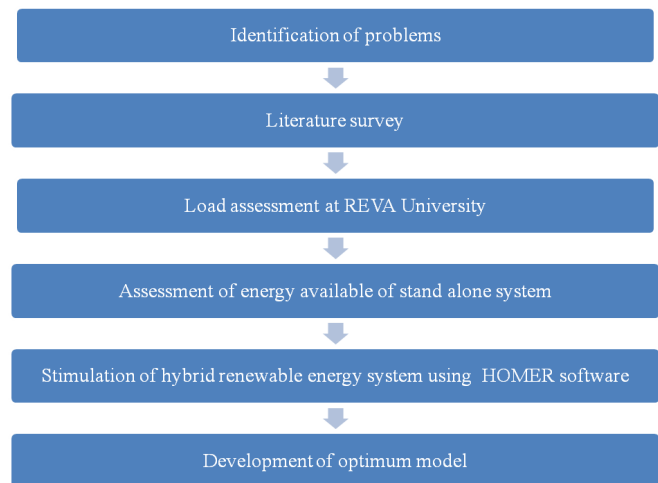 Identification of problems
Literature survey
Load assessment at REVA University
Assessment of energy available of stand alone system
Stimulation of hybrid renewable energy system using HOMER software
Development of optimum model